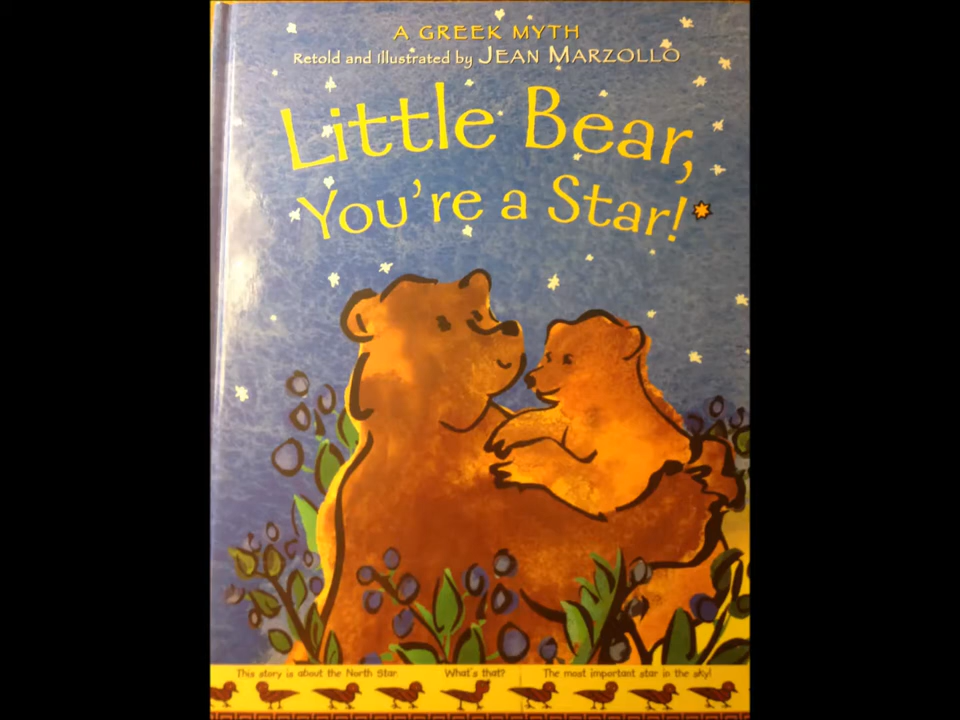 A GREEK MYTH
Retold and illustrated by JEAN MARZOLLO
Little Bear,
You're a Star!
This story is about the North Star. What's that? The most important star in the sky!